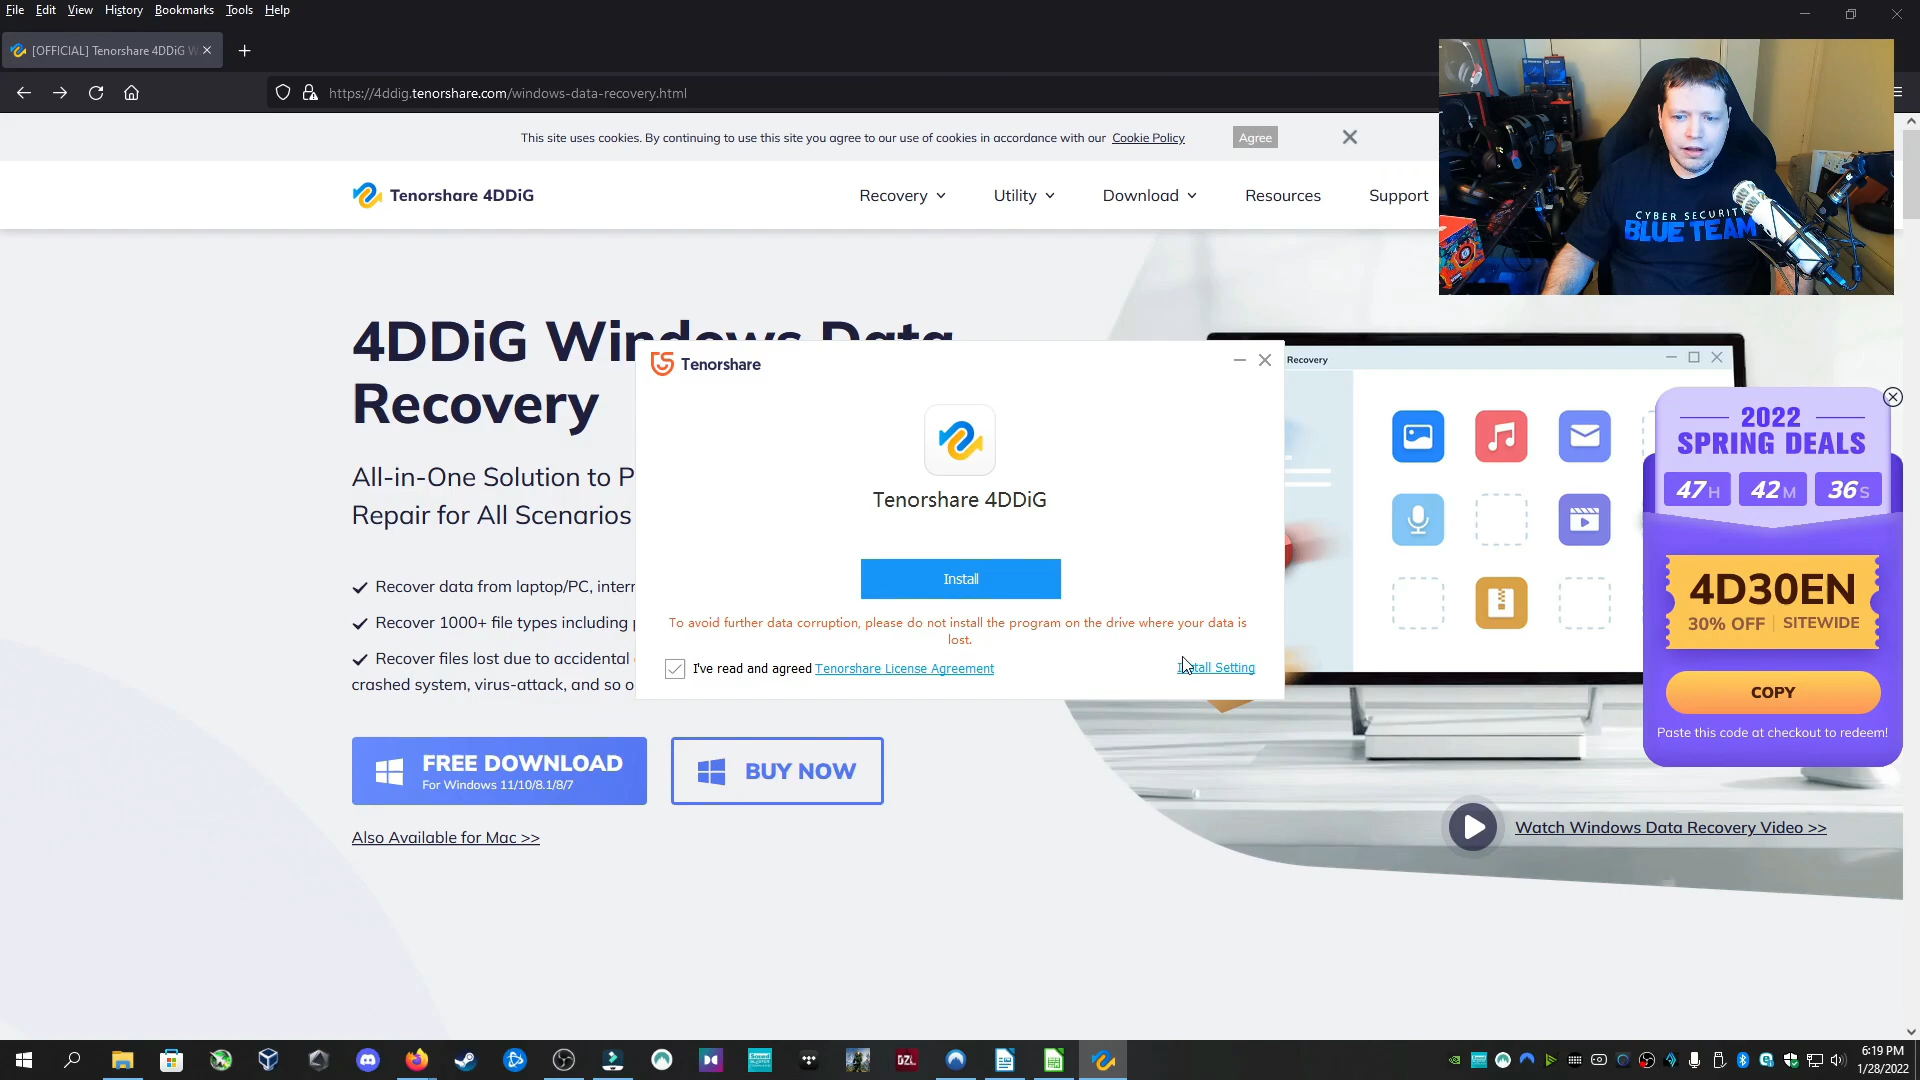 File Edit View History Bookmarks Tools Help
[OFFICIAL] Tenorshare 4DDiG W
https://4ddig.tenorshare.com/windows-data-recovery.html
This site uses cookies. By continuing to use this site you agree to our use of cookies in accordance with our Cookie Policy
Agree
Tenorshare 4DDiG
Recovery
Utility
Download
Resources
Support
CYBER SECURITY
BLUE TEAM
4DDiG Windows Data
Recovery
All-in-One Solution to P
Repair for All Scenarios
Recover data from laptop/PC, intern
Recover 1000+ file types including
Recover files lost due to accidental
crashed system, virus-attack, and so o
FREE DOWNLOAD
For Windows 11/10/8.1/8/7
BUY NOW
Also Available for Mac >>
Tenorshare
Tenorshare 4DDiG
Install
To avoid further data corruption, please do not install the program on the drive where your data is
lost.
I've read and agreed Tenorshare License Agreement
Install Setting
Recovery
2022
SPRING DEALS
47H 42M 36S
4D30EN
30% OFF SITEWIDE
COPY
Paste this code at checkout to redeem!
Watch Windows Data Recovery Video >>
DZL
6:19 PM
1/28/2022